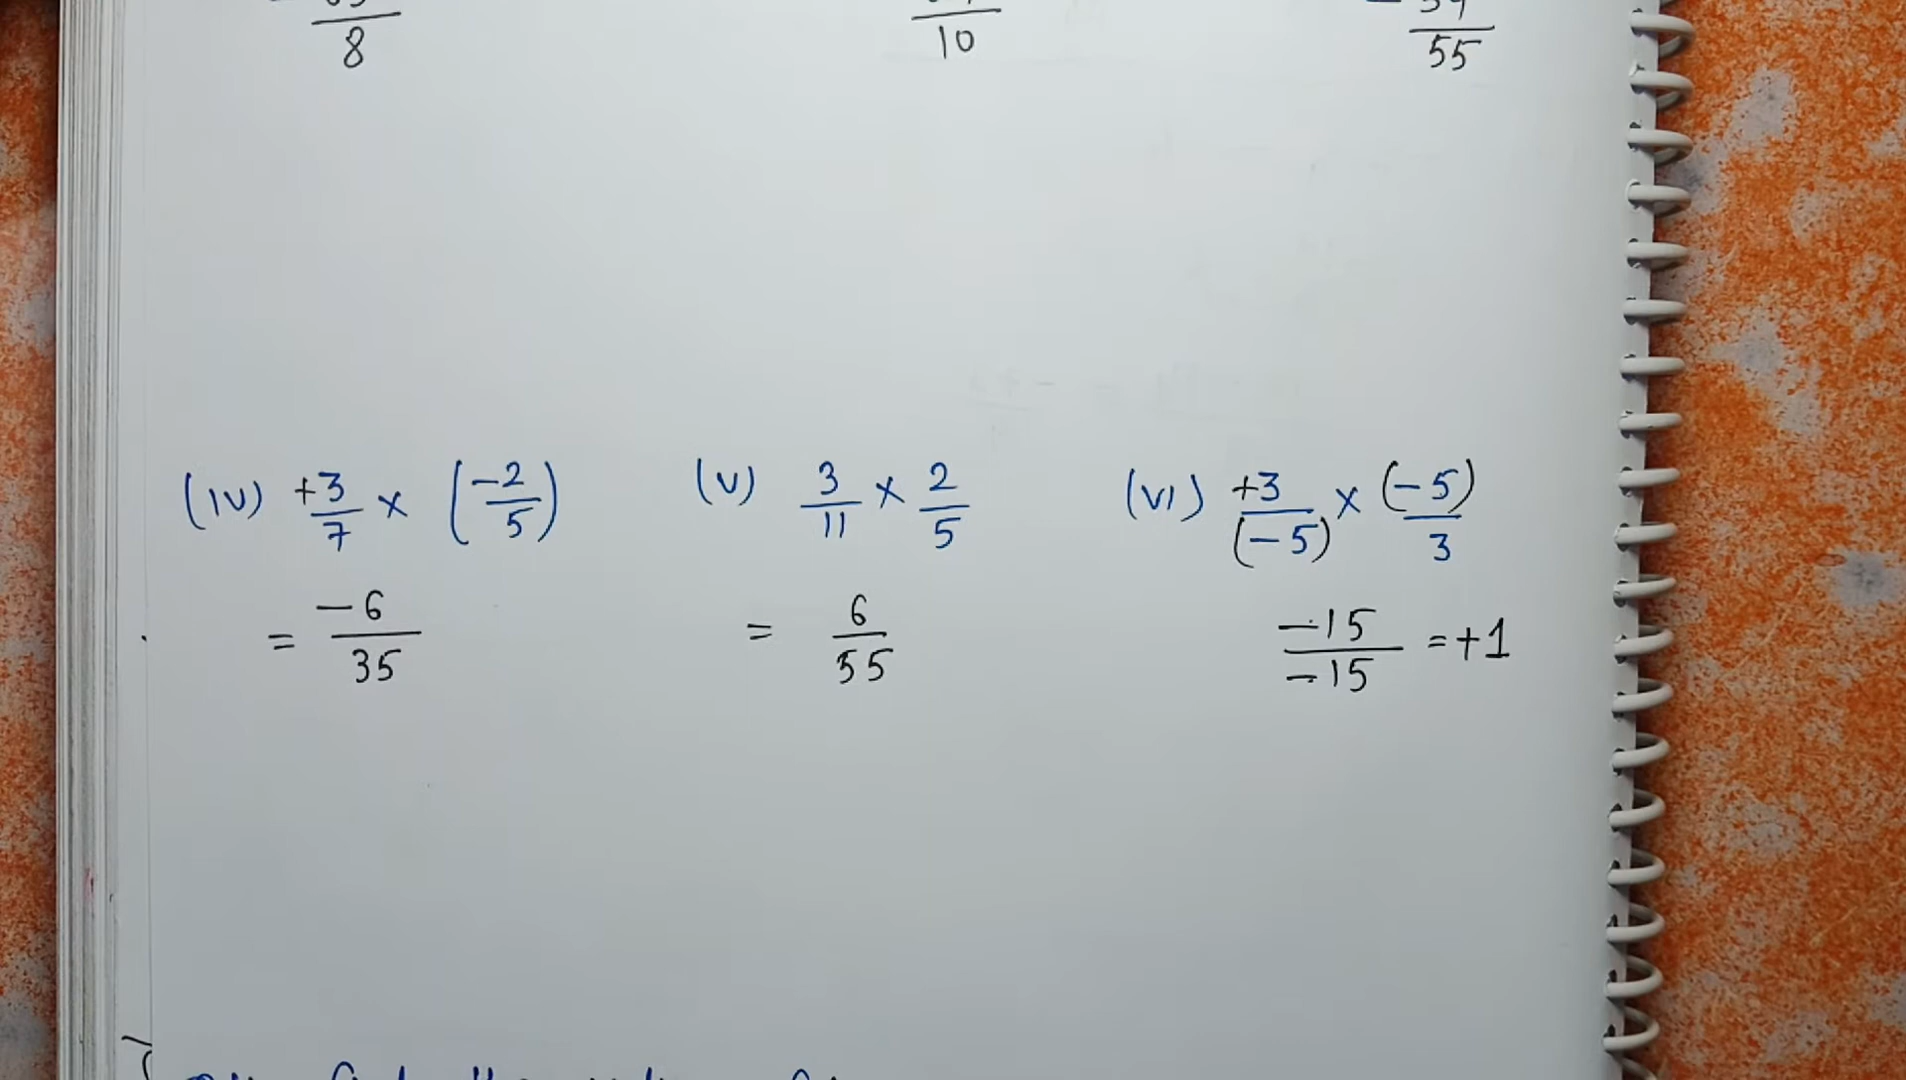 8 10 55
(iv) +3/7 × (-2/5) (v) 3/11 × 2/5 (vi) +3/(-5) × (-5)/3
= -6/35 = 6/55 -15/-15 = +1